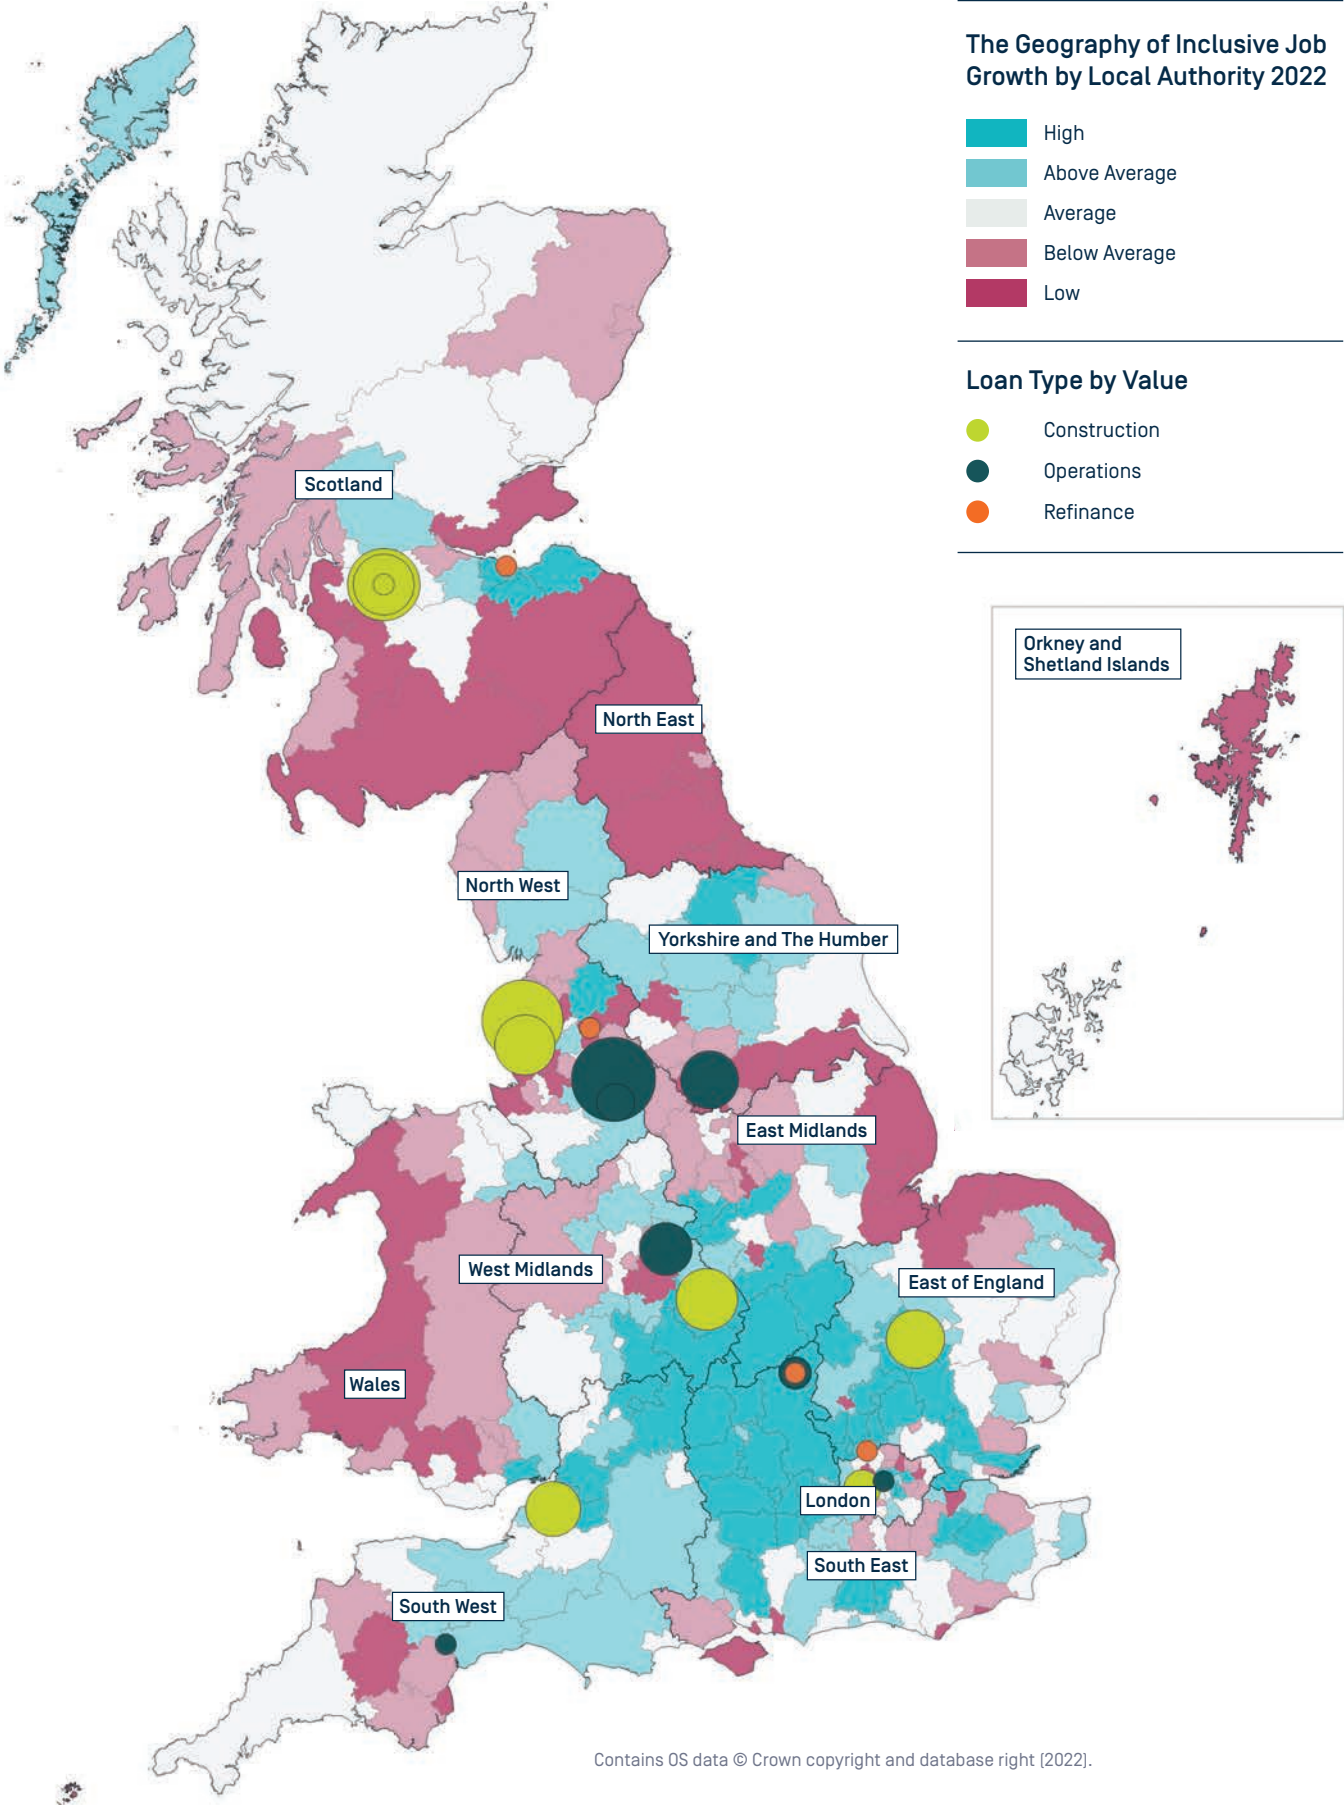 The Geography of Inclusive Job
Growth by Local Authority 2022
High
Above Average
Average
Below Average
Low
Loan Type by Value
Construction
Operations
Refinance
Scotland
Orkney and
Shetland Islands
North East
North West
Yorkshire and The Humber
East Midlands
West Midlands
East of England
Wales
London
South East
South West
Contains OS data © Crown copyright and database right (2022).